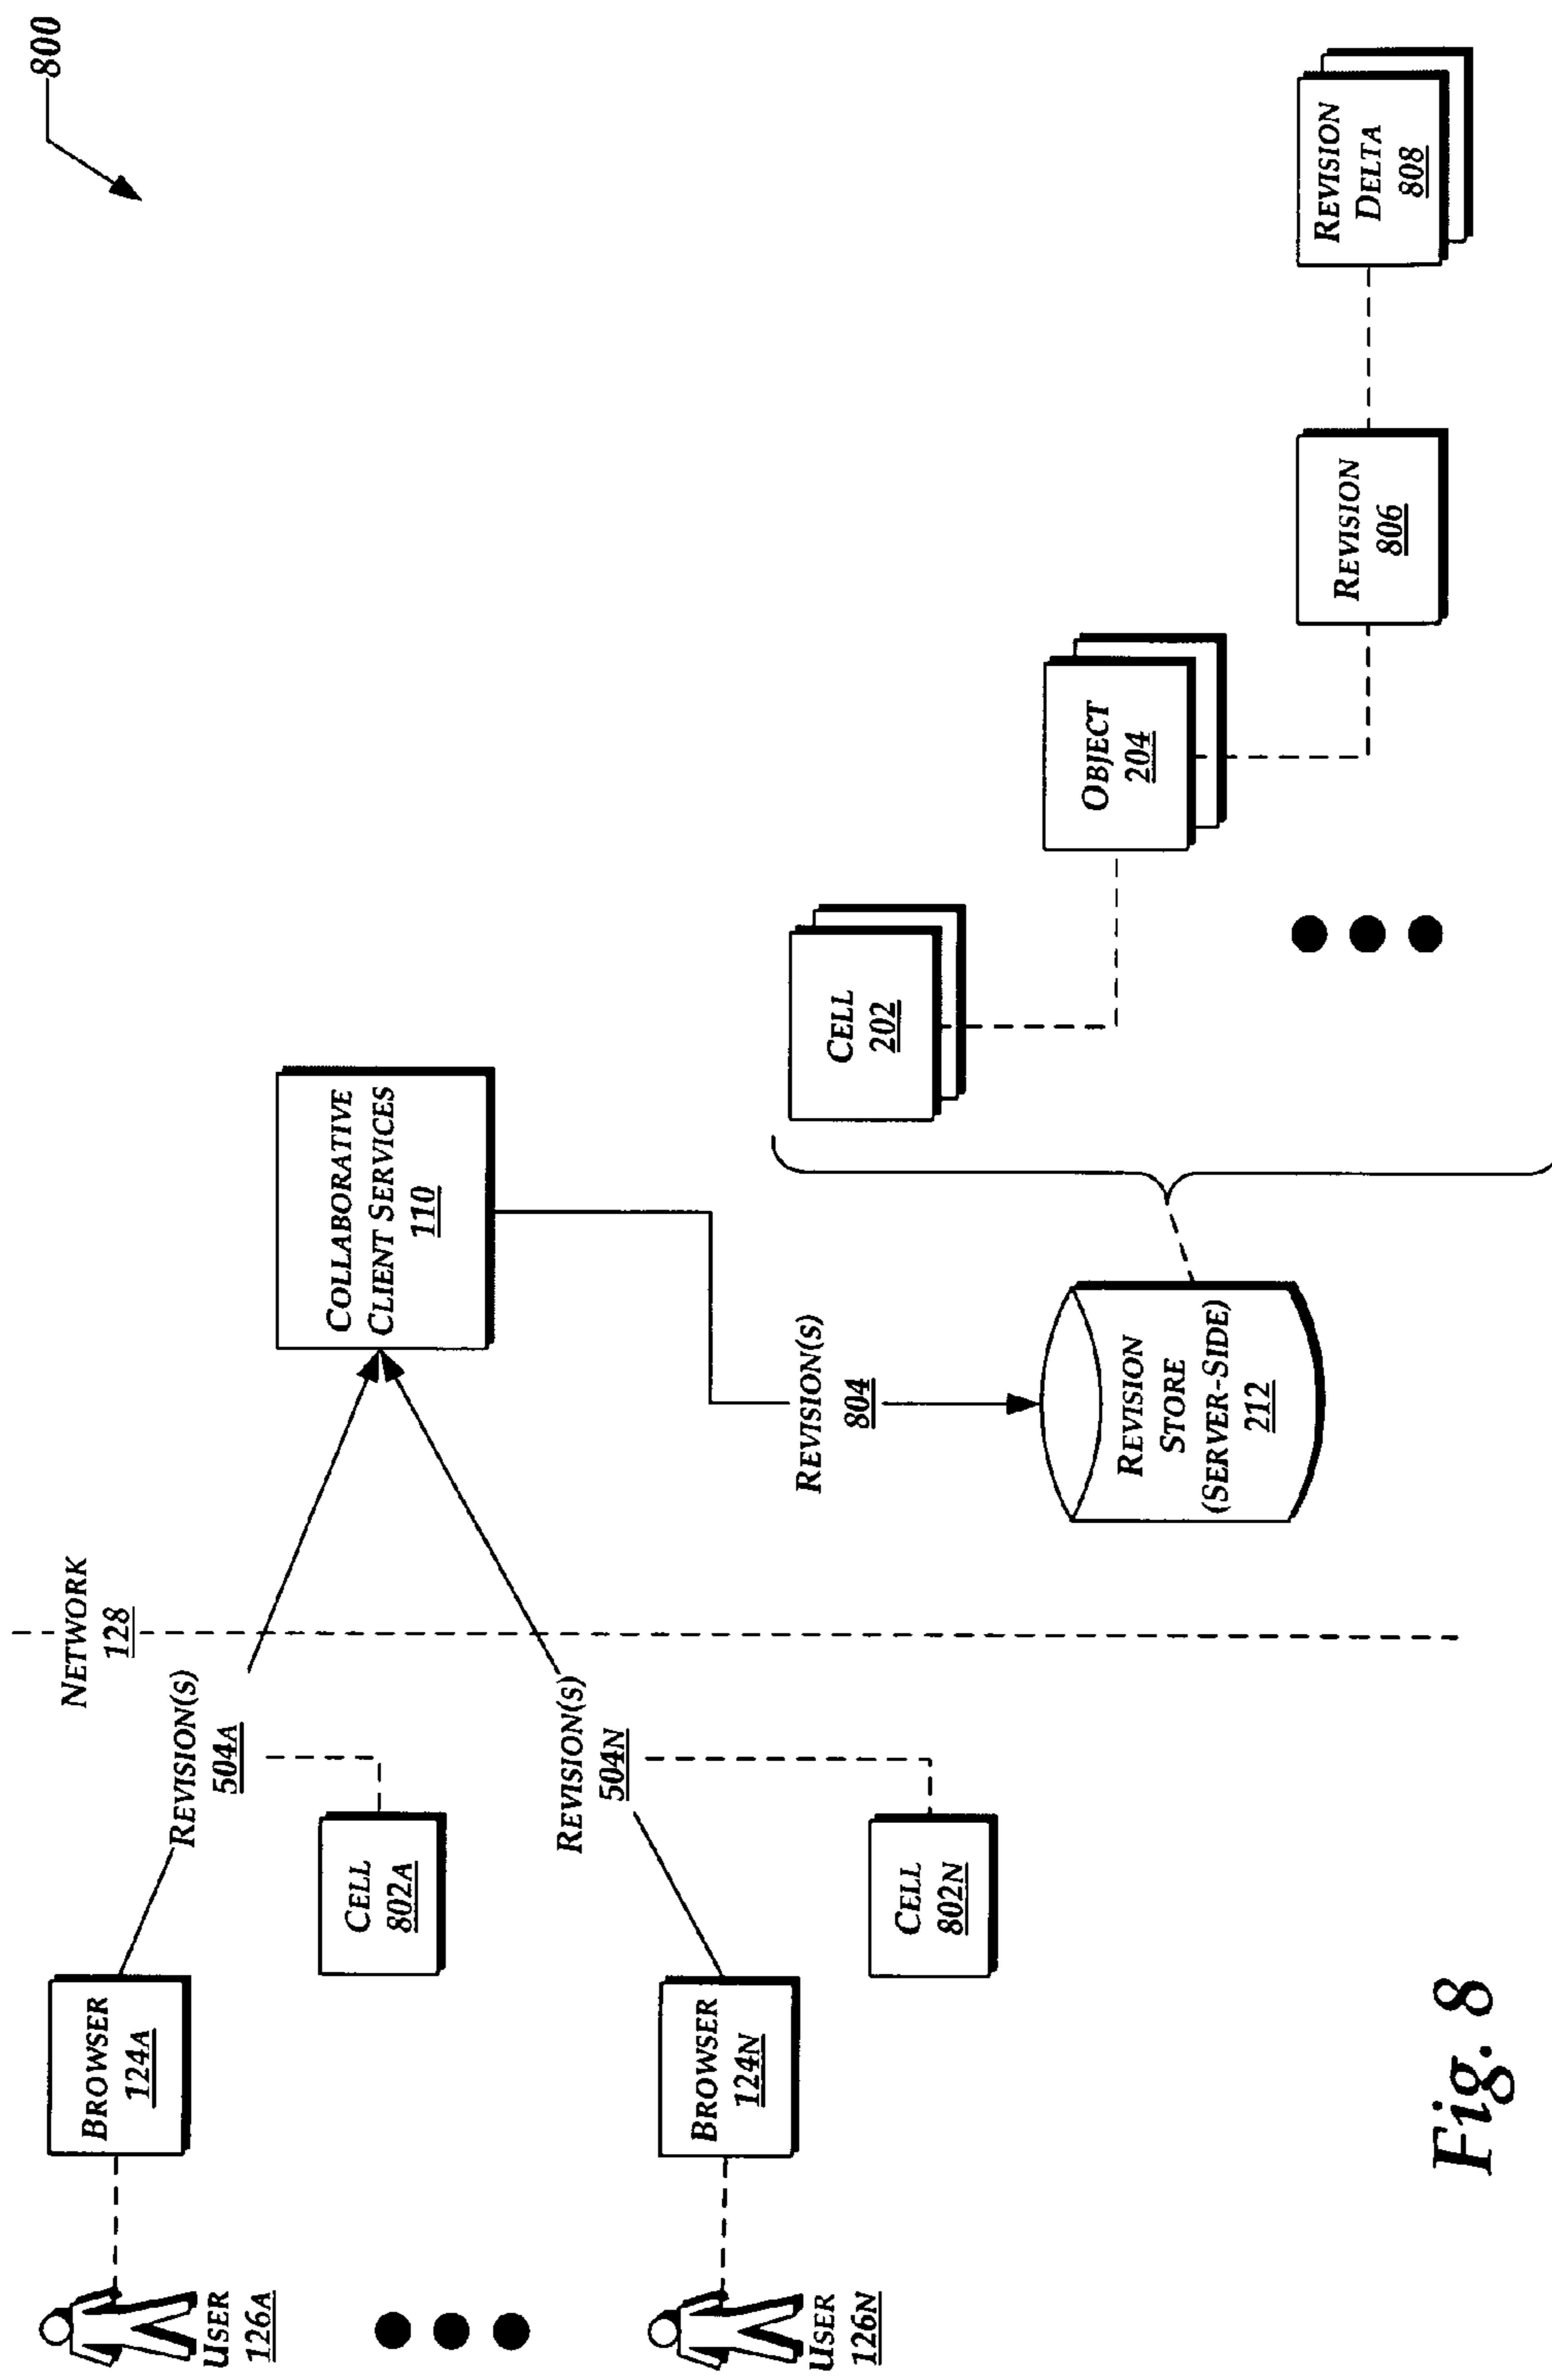 800
NETWORK
128
USER
126A
BROWSER
124A
REVISION(S)
504A
CELL
802A
USER
126N
BROWSER
124N
REVISION(S)
504N
CELL
802N
COLLABORATIVE
CLIENT SERVICES
110
REVISION(S)
804
REVISION
STORE
(SERVER-SIDE)
212
CELL
202
OBJECT
204
REVISION
806
REVISION
DELTA
808
Fig. 8